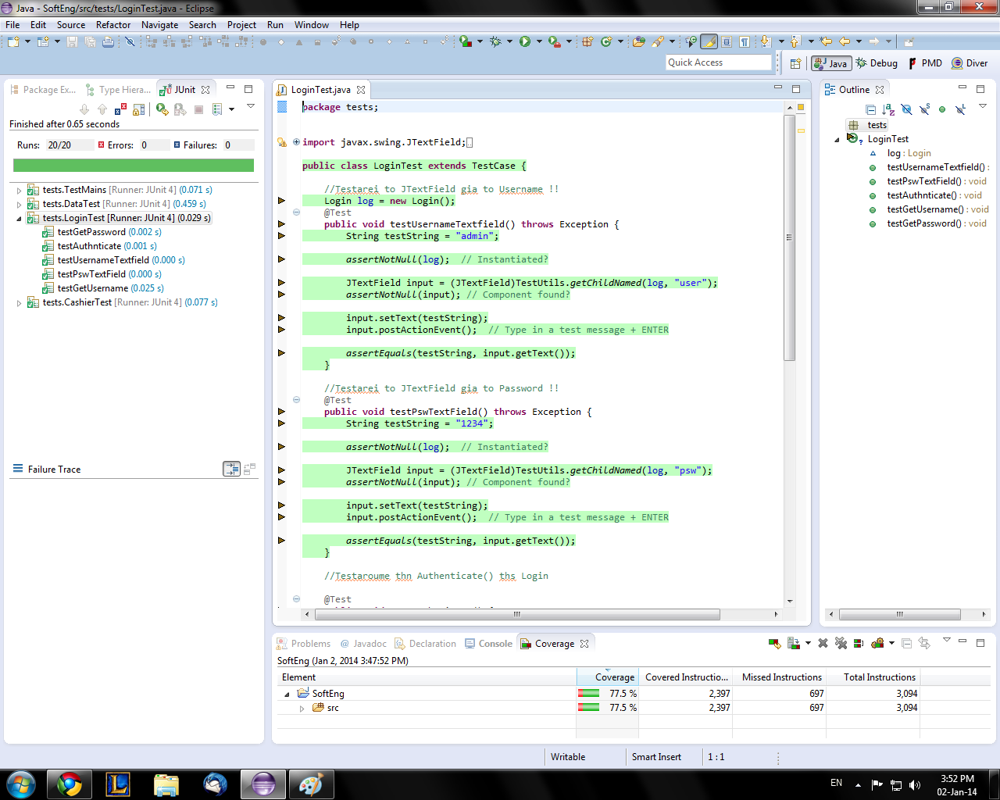 Java - SoftEng/src/tests/LoginTest.java - Eclipse
File Edit Source Refactor Navigate Search Project Run Window Help
Quick Access
Java Debug PMD Diver
Package Ex... Type Hiera... JUnit
Finished after 0.65 seconds
Runs: 20/20 Errors: 0 Failures: 0
tests.TestMains [Runner: JUnit 4] (0.071 s)
tests.DataTest [Runner: JUnit 4] (0.459 s)
tests.LoginTest [Runner: JUnit 4] (0.029 s)
testGetPassword (0.002 s)
testAuthnticate (0.001 s)
testUsernameTextfield (0.000 s)
testPswTextField (0.000 s)
testGetUsername (0.025 s)
tests.CashierTest [Runner: JUnit 4] (0.077 s)
Failure Trace
LoginTest.java
package tests;
import javax.swing.JTextField;
public class LoginTest extends TestCase {
//Testarei to JTextField gia to Username !!
Login log = new Login();
@Test
public void testUsernameTextfield() throws Exception {
String testString = "admin";
assertNotNull(log); // Instantiated?
JTextField input = (JTextField)TestUtils.getChildNamed(log, "user");
assertNotNull(input); // Component found?
input.setText(testString);
input.postActionEvent(); // Type in a test message + ENTER
assertEquals(testString, input.getText());
}
//Testarei to JTextField gia to Password !!
@Test
public void testPswTextField() throws Exception {
String testString = "1234";
assertNotNull(log); // Instantiated?
JTextField input = (JTextField)TestUtils.getChildNamed(log, "psw");
assertNotNull(input); // Component found?
input.setText(testString);
input.postActionEvent(); // Type in a test message + ENTER
assertEquals(testString, input.getText());
}
//Testaroume thn Authenticate() ths Login
@Test
Outline
tests
LoginTest
log : Login
testUsernameTextfield() :
testPswTextField() : void
testAuthnticate() : void
testGetUsername() : void
testGetPassword() : void
Problems Javadoc Declaration Console Coverage
SoftEng (Jan 2, 2014 3:47:52 PM)
Element Coverage Covered Instructio... Missed Instructions Total Instructions
SoftEng 77.5 % 2,397 697 3,094
src 77.5 % 2,397 697 3,094
Writable Smart Insert 1 : 1
EN 3:52 PM
02-Jan-14